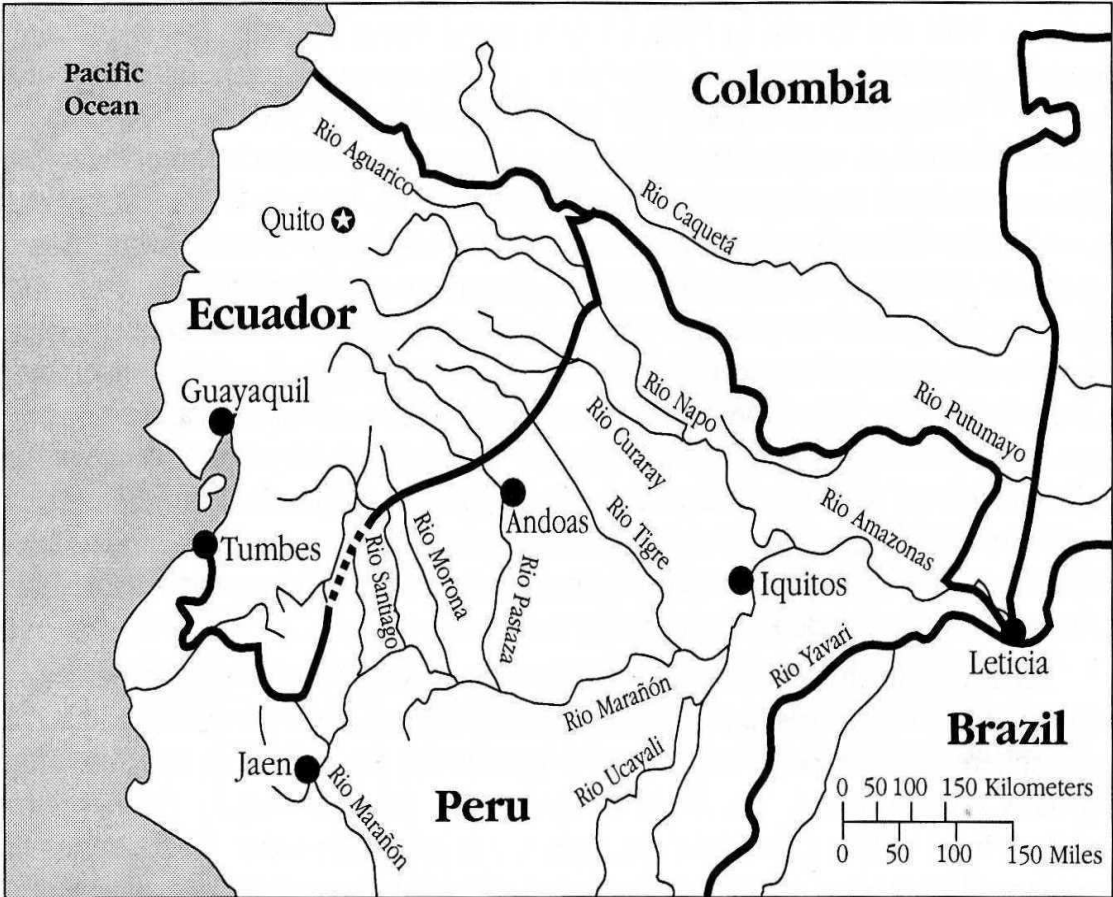 Pacific
Ocean
Colombia
Rio Aguarico
Rio Caquetá
Quito
Ecuador
Guayaquil
Rio Napo
Rio Putumayo
Rio Curaray
Andoas
Rio Amazonas
Rio Tigre
Tumbes
Rio Santiago
Rio Morona
Rio Pastaza
Iquitos
Rio Yavari
Leticia
Rio Marañón
Brazil
Jaen
Rio Marañón
Rio Ucayali
Peru
0 50 100 150 Kilometers
0 50 100 150 Miles